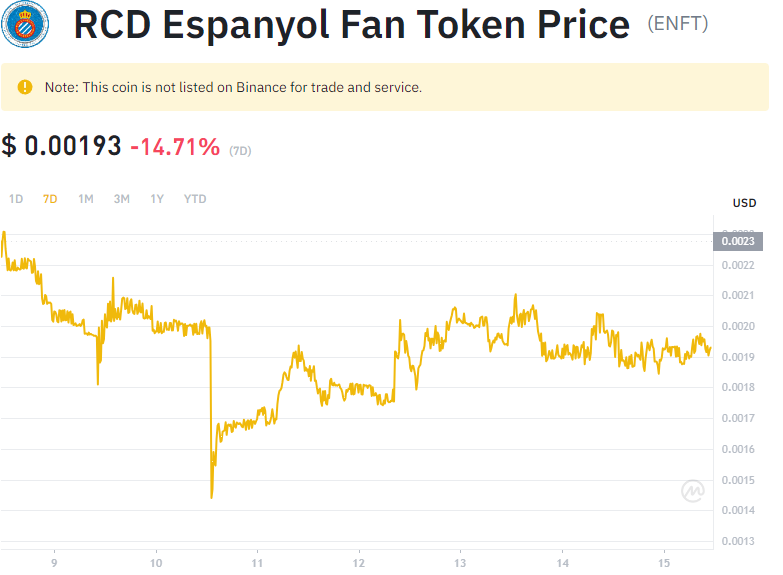 RCD Espanyol Fan Token Price (ENFT)
Note: This coin is not listed on Binance for trade and service.
$ 0.00193 -14.71% (7D)
1D 7D 1M 3M 1Y YTD
USD
0.0023
0.0022
0.0021
0.0020
0.0019
0.0018
0.0017
0.0016
0.0015
0.0014
0.0013
9 10 11 12 13 14 15